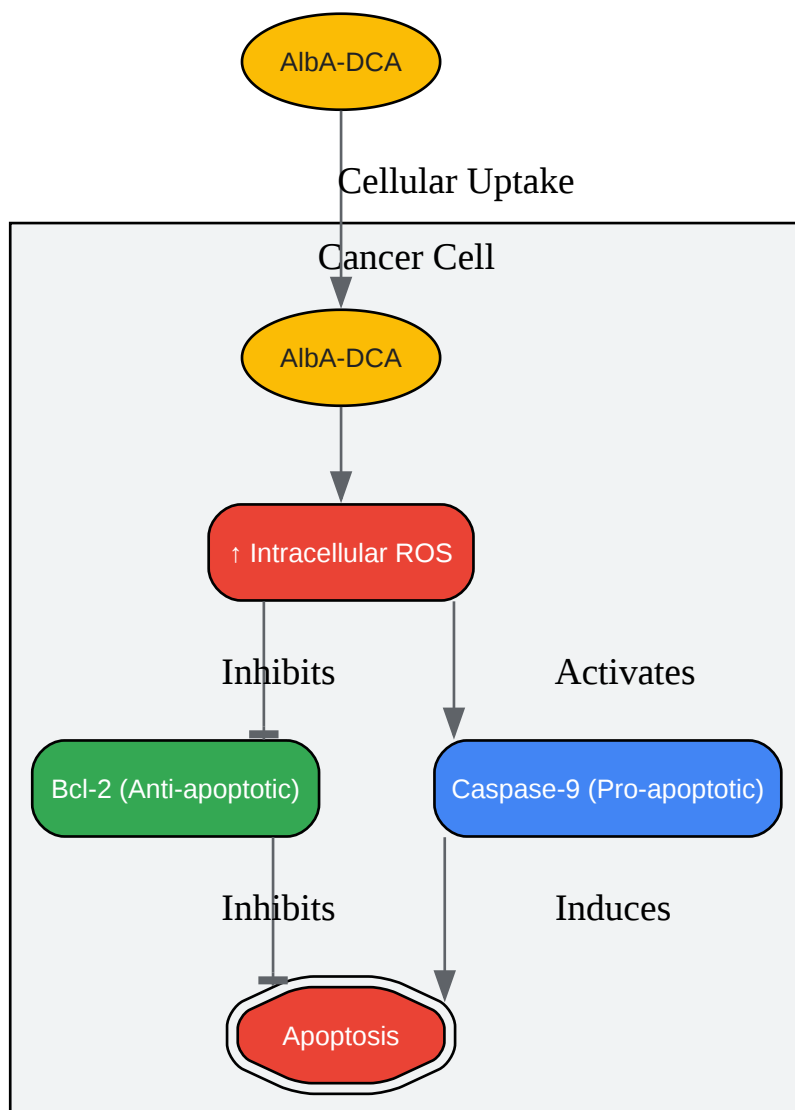 AlbA-DCA
Cellular Uptake
Cancer Cell
AlbA-DCA
↑ Intracellular ROS
Inhibits
Activates
Bcl-2 (Anti-apoptotic)
Caspase-9 (Pro-apoptotic)
Inhibits
Induces
Apoptosis